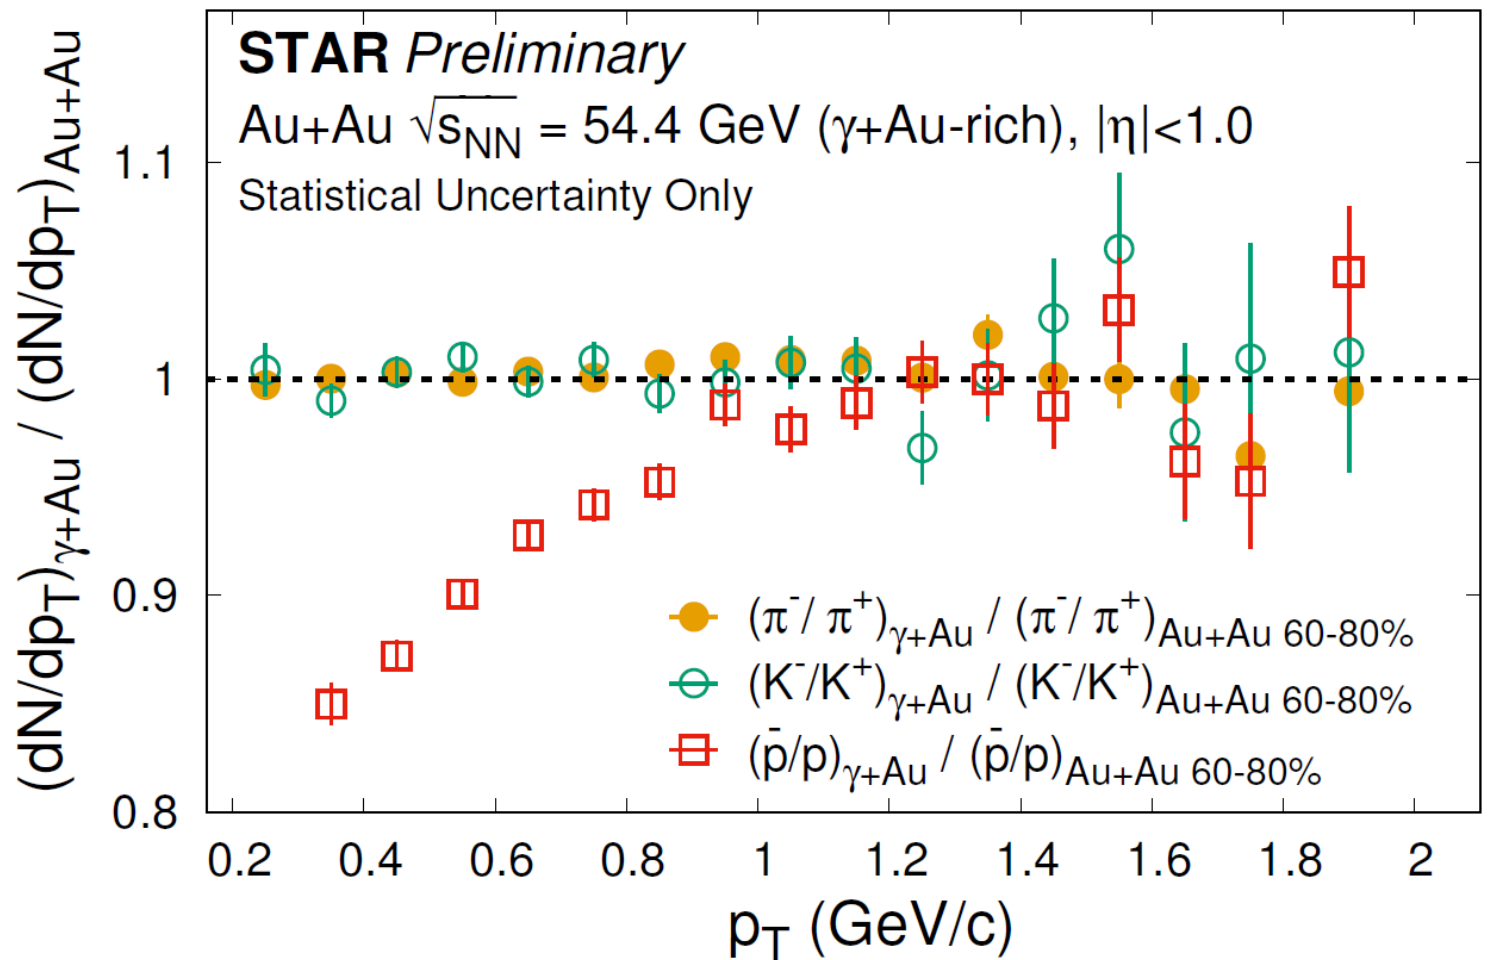 STAR Preliminary
Au+Au √sNN = 54.4 GeV (γ+Au-rich), |η|<1.0
Statistical Uncertainty Only
(dN/dpT)γ+Au / (dN/dpT)Au+Au
1.1
1
0.9
0.8
(π-/ π+)γ+Au / (π-/ π+)Au+Au 60-80%
(K-/K+)γ+Au / (K-/K+)Au+Au 60-80%
(p̄/p)γ+Au / (p̄/p)Au+Au 60-80%
0.2 0.4 0.6 0.8 1 1.2 1.4 1.6 1.8 2
pT (GeV/c)